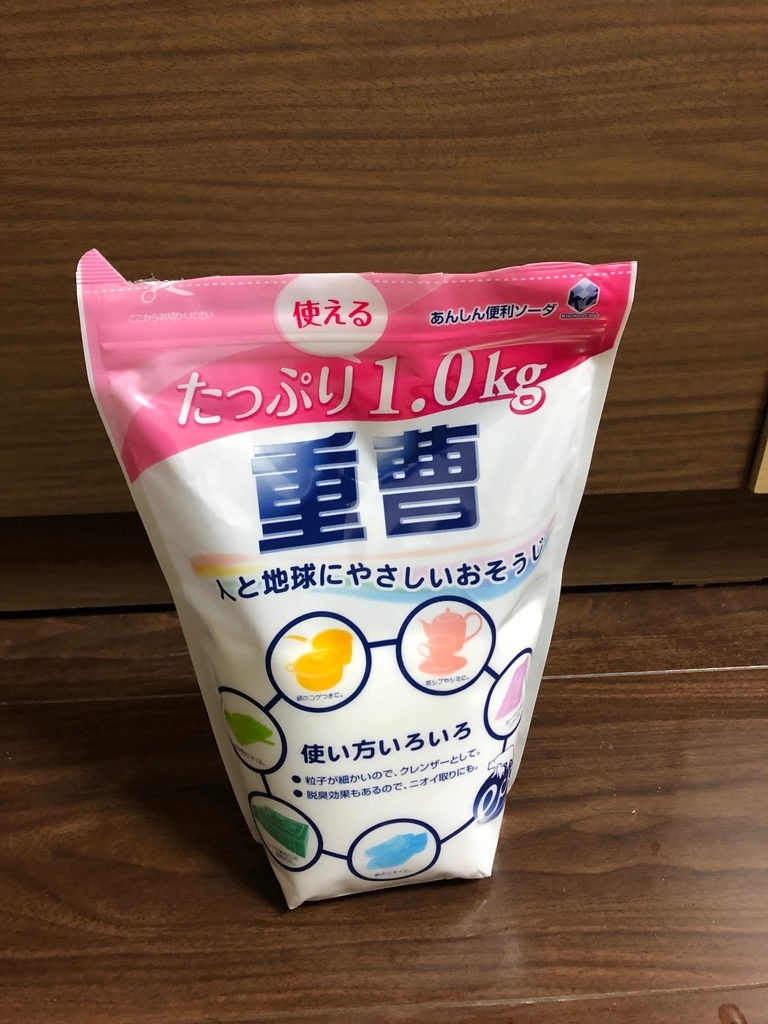 ここからお切りください
使える
あんしん便利ソーダ
Kitchen Club
たっぷり1.0kg
重曹
人と地球にやさしいおそうじ
鍋のコゲつきに。
茶シブやシミに。
使い方いろいろ
● 粒子が細かいので、クレンザーとして。
● 脱臭効果もあるので、ニオイ取りにも。